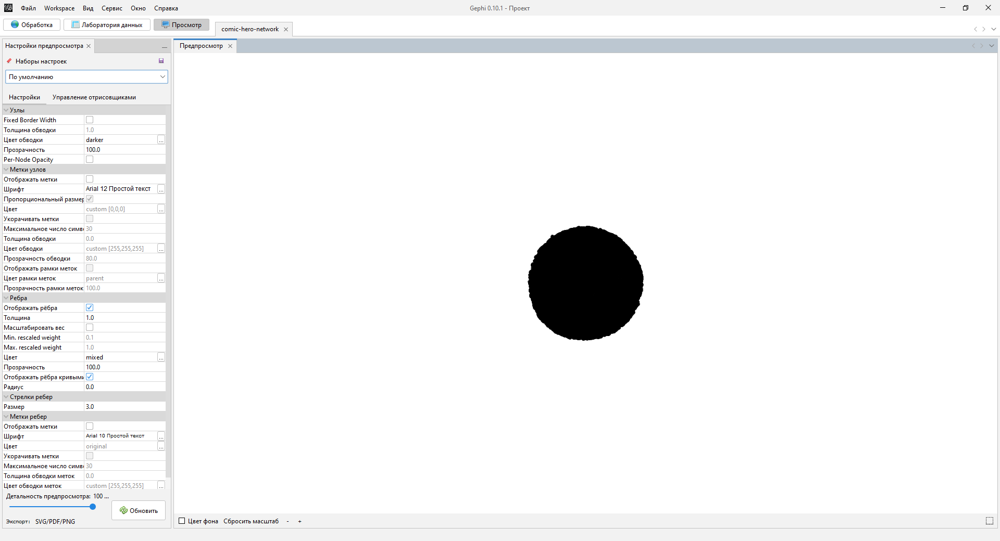 Файл Workspace Вид Сервис Окно Справка Gephi 0.10.1 - Проект
Обработка Лаборатория данных Просмотр comic-hero-network
Настройки предпросмотра Предпросмотр
Наборы настроек
По умолчанию
Настройки Управление отрисовщиками
Узлы
Fixed Border Width
Толщина обводки 1.0
Цвет обводки darker ...
Прозрачность 100.0
Per-Node Opacity
Метки узлов
Отображать метки
Шрифт Arial 12 Простой текст ...
Пропорциональный размер
Цвет custom [0,0,0] ...
Укорачивать метки
Максимальное число симво 30
Толщина обводки 0.0
Цвет обводки custom [255,255,255] ...
Прозрачность обводки 80.0
Отображать рамки меток
Цвет рамки меток parent ...
Прозрачность рамки меток 100.0
Ребра
Отображать рёбра
Толщина 1.0
Масштабировать вес
Min. rescaled weight 0.1
Max. rescaled weight 1.0
Цвет mixed ...
Прозрачность 100.0
Отображать рёбра кривыми
Радиус 0.0
Стрелки ребер
Размер 3.0
Метки ребер
Отображать метки
Шрифт Arial 10 Простой текст ...
Цвет original ...
Укорачивать метки
Максимальное число симво 30
Толщина обводки меток 0.0
Цвет обводки меток custom [255,255,255] ...
Детальность предпросмотра: 100 ...
Обновить
Экспорт: SVG/PDF/PNG
Цвет фона Сбросить масштаб - +